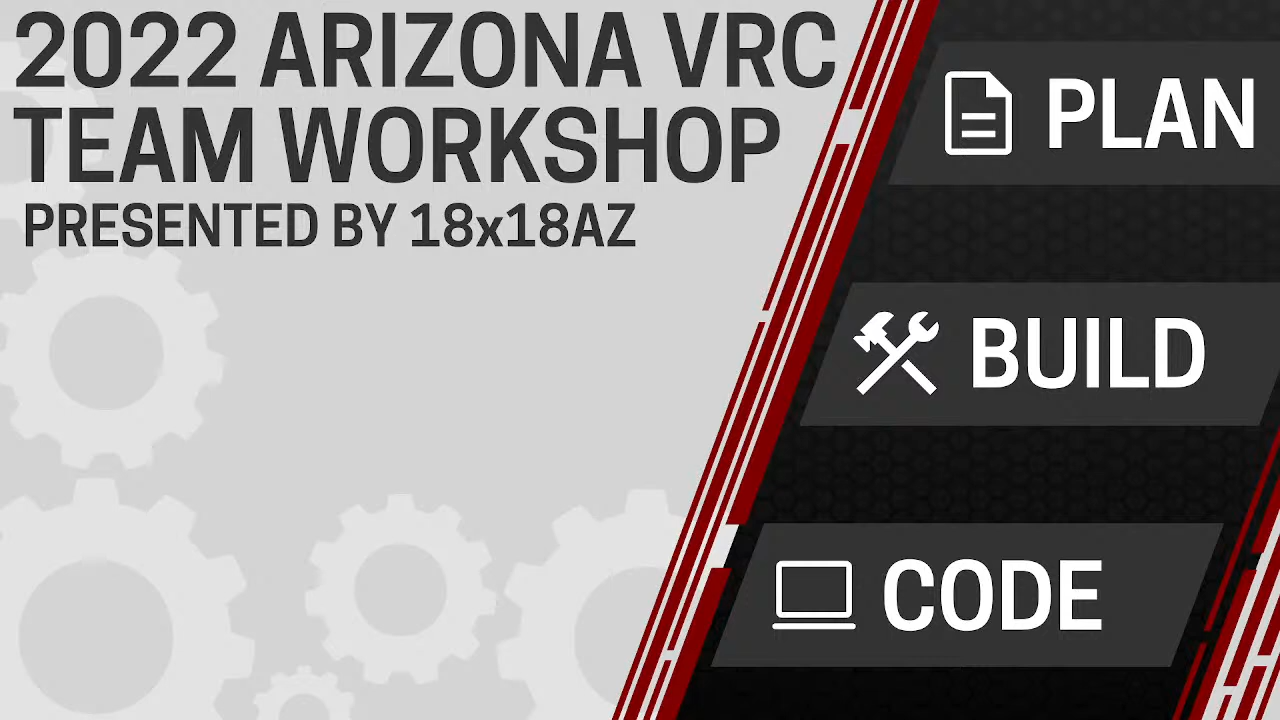 2022 ARIZONA VRC
TEAM WORKSHOP
PRESENTED BY 18x18AZ
PLAN
BUILD
CODE